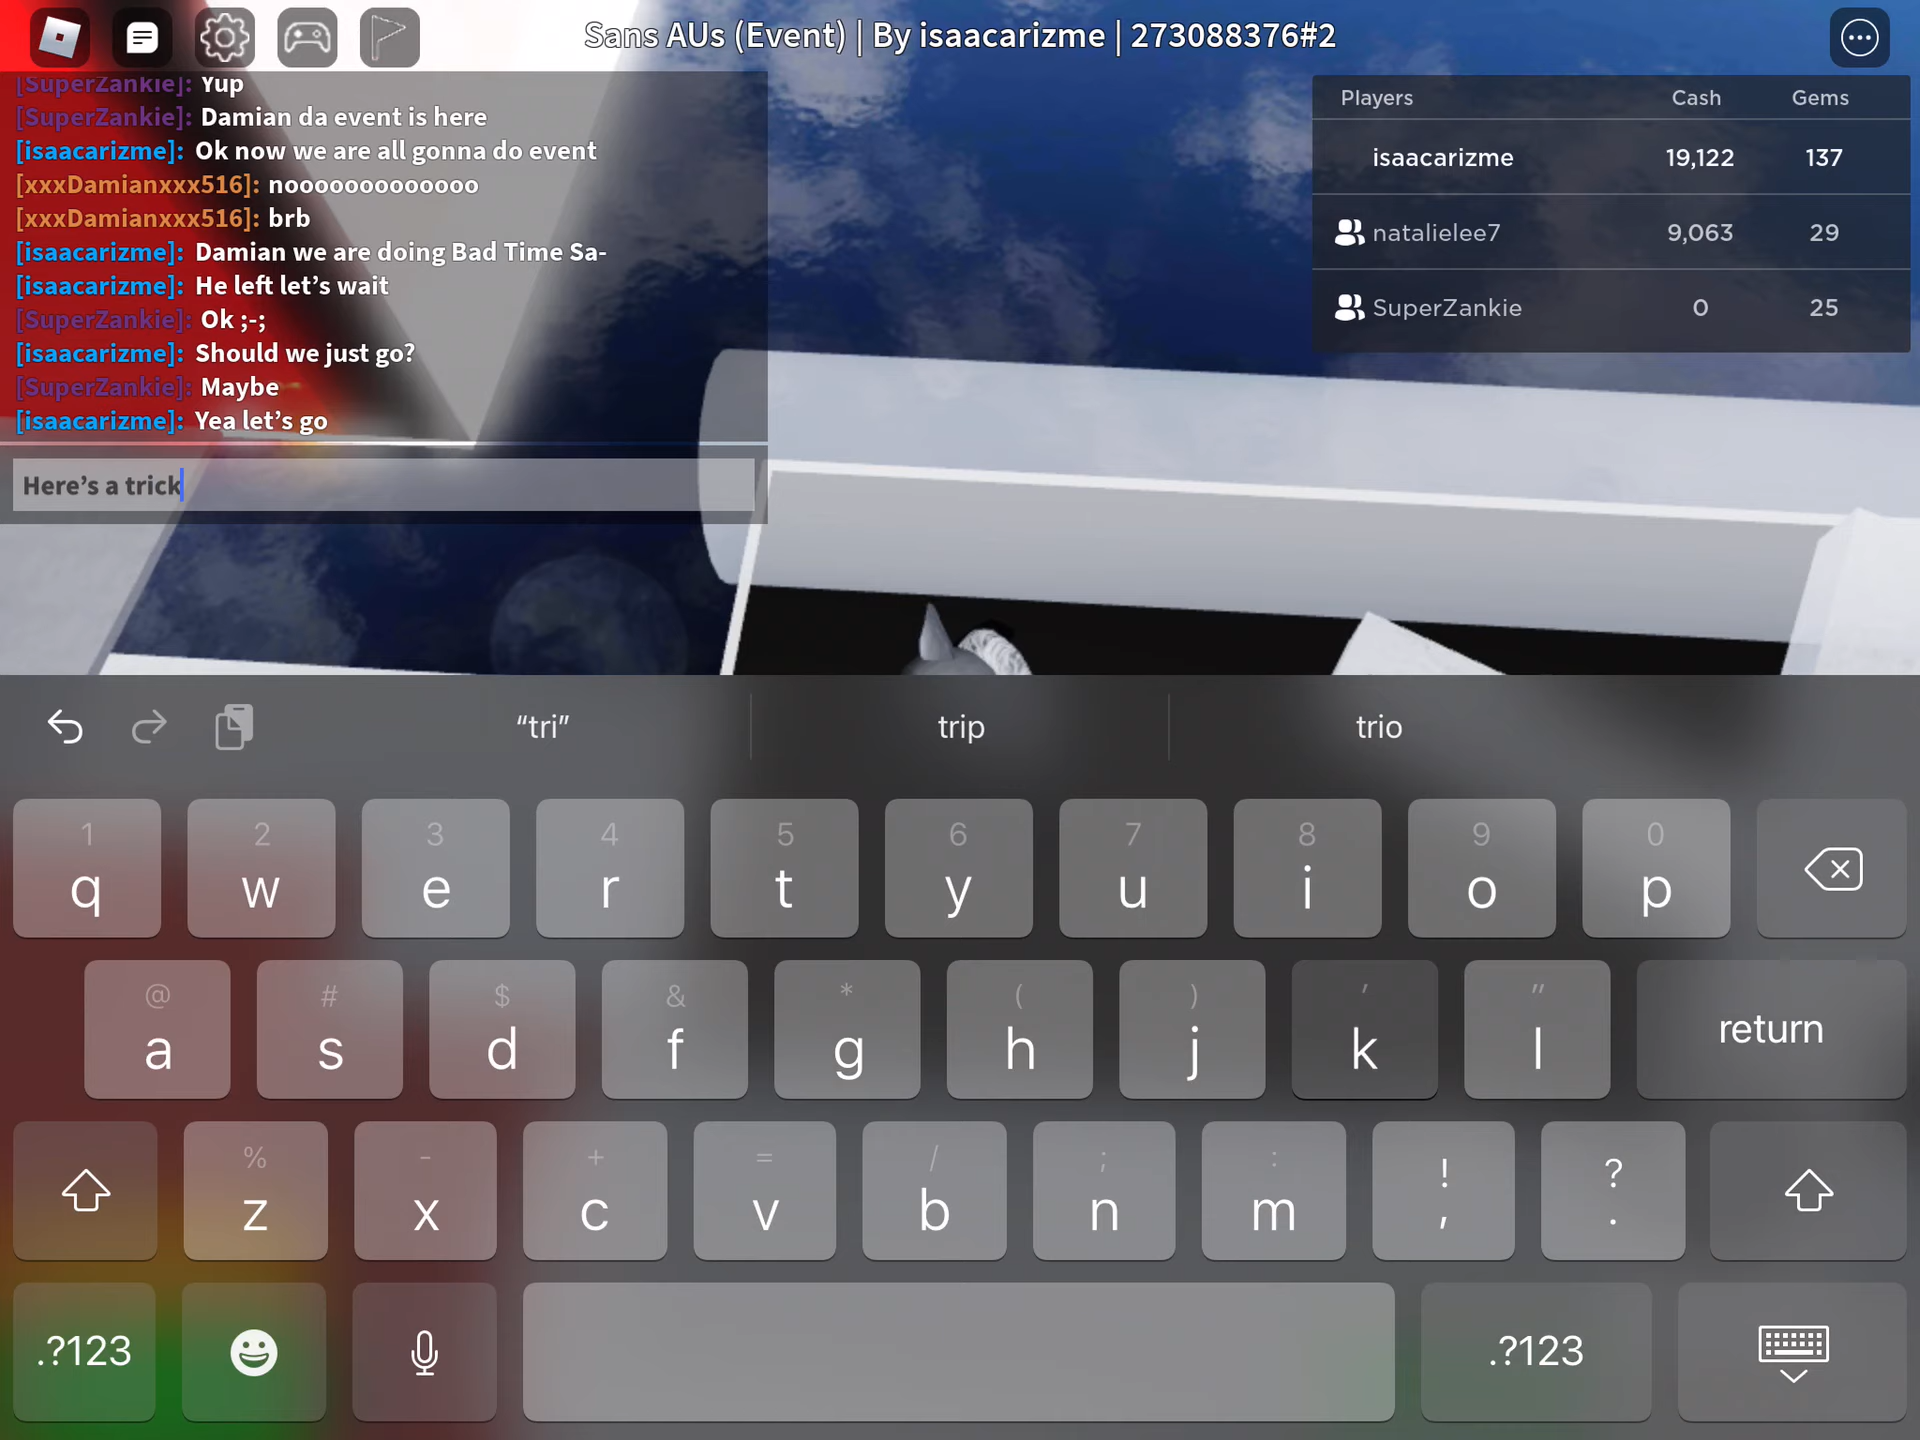 Sans AUs (Event) | By isaacarizme | 273088376#2
[SuperZankie]: Yup
[SuperZankie]: Damian da event is here
[isaacarizme]: Ok now we are all gonna do event
[xxxDamianxxx516]: nooooooooooooo
[xxxDamianxxx516]: brb
[isaacarizme]: Damian we are doing Bad Time Sa-
[isaacarizme]: He left let’s wait
[SuperZankie]: Ok ;-;
[isaacarizme]: Should we just go?
[SuperZankie]: Maybe
[isaacarizme]: Yea let’s go
Here’s a trick
Players Cash Gems
isaacarizme 19,122 137
natalielee7 9,063 29
SuperZankie 0 25
“tri” trip trio
1 2 3 4 5 6 7 8 9 0
q w e r t y u i o p
@ # $ & * ( ) ′ ″
a s d f g h j k l return
% - + = / ; : ! ?
z x c v b n m , .
.?123 .?123